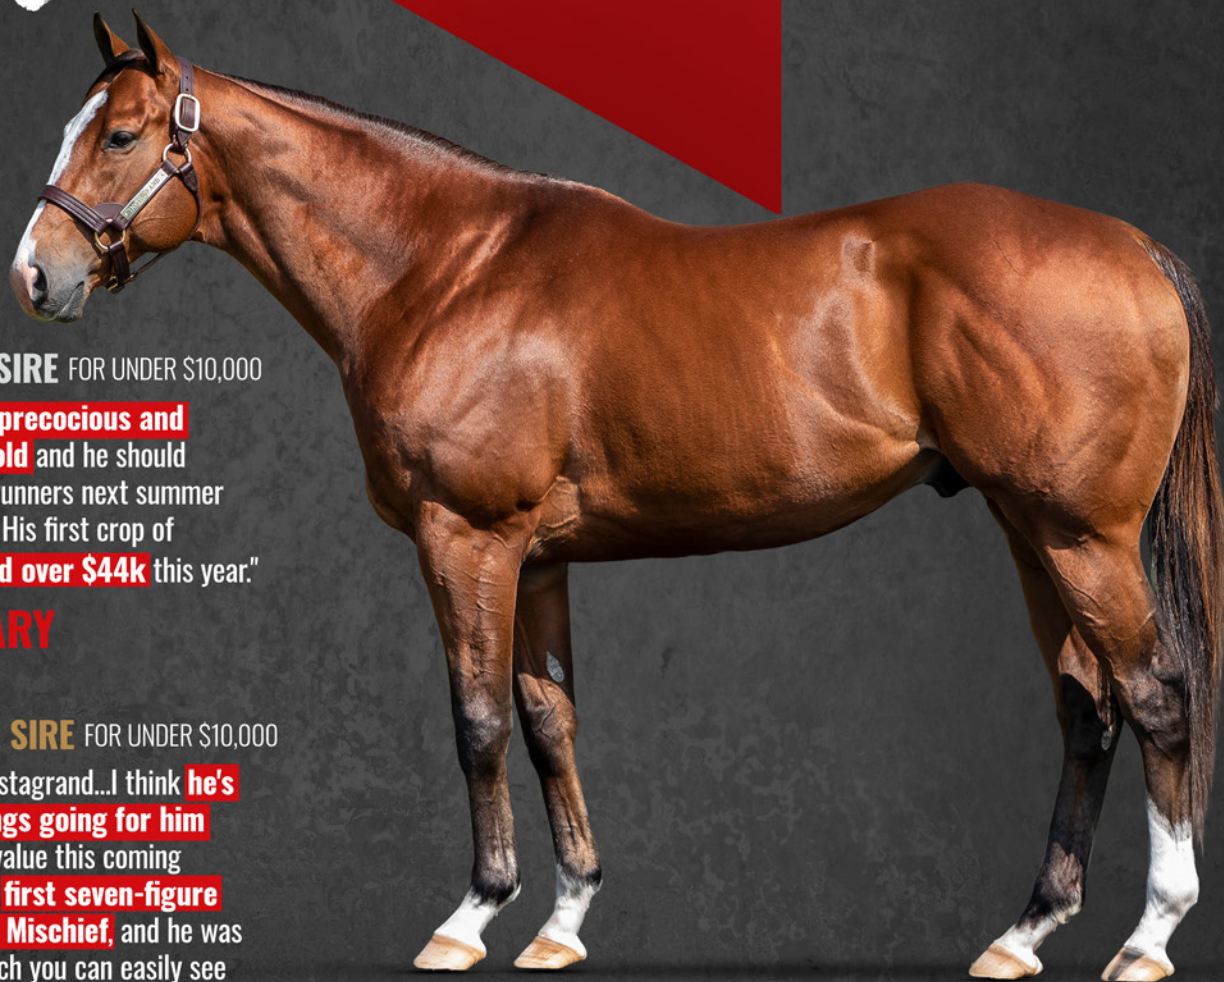 SIRE FOR UNDER $10,000
precocious and
old and he should
unners next summer
His first crop of
d over $44k this year."
ARY
SIRE FOR UNDER $10,000
stagrand...I think he's
ngs going for him
value this coming
first seven-figure
Mischief, and he was
ch you can easily see